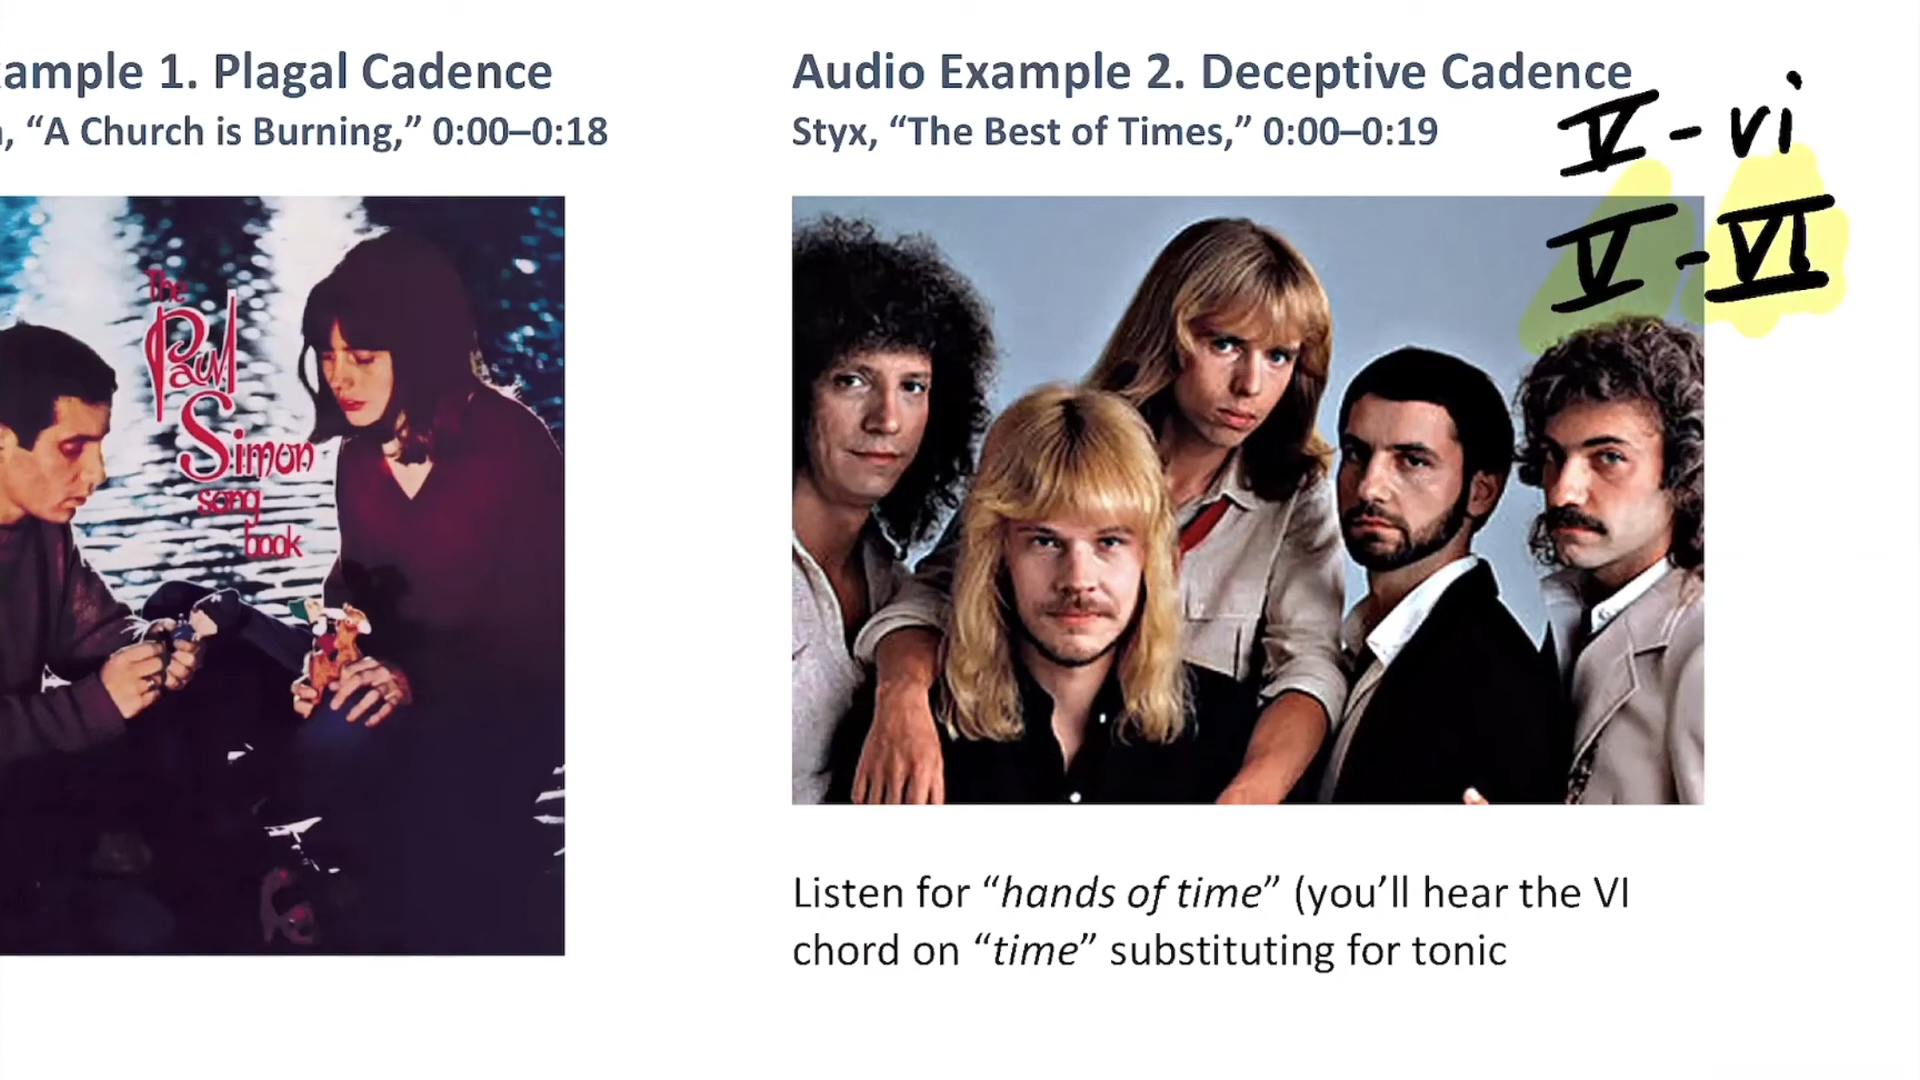 ample 1. Plagal Cadence
, “A Church is Burning,” 0:00–0:18
The
Paul
Simon
song
book
Audio Example 2. Deceptive Cadence
Styx, “The Best of Times,” 0:00–0:19
V - vi
V - VI
Listen for “hands of time” (you’ll hear the VI
chord on “time” substituting for tonic